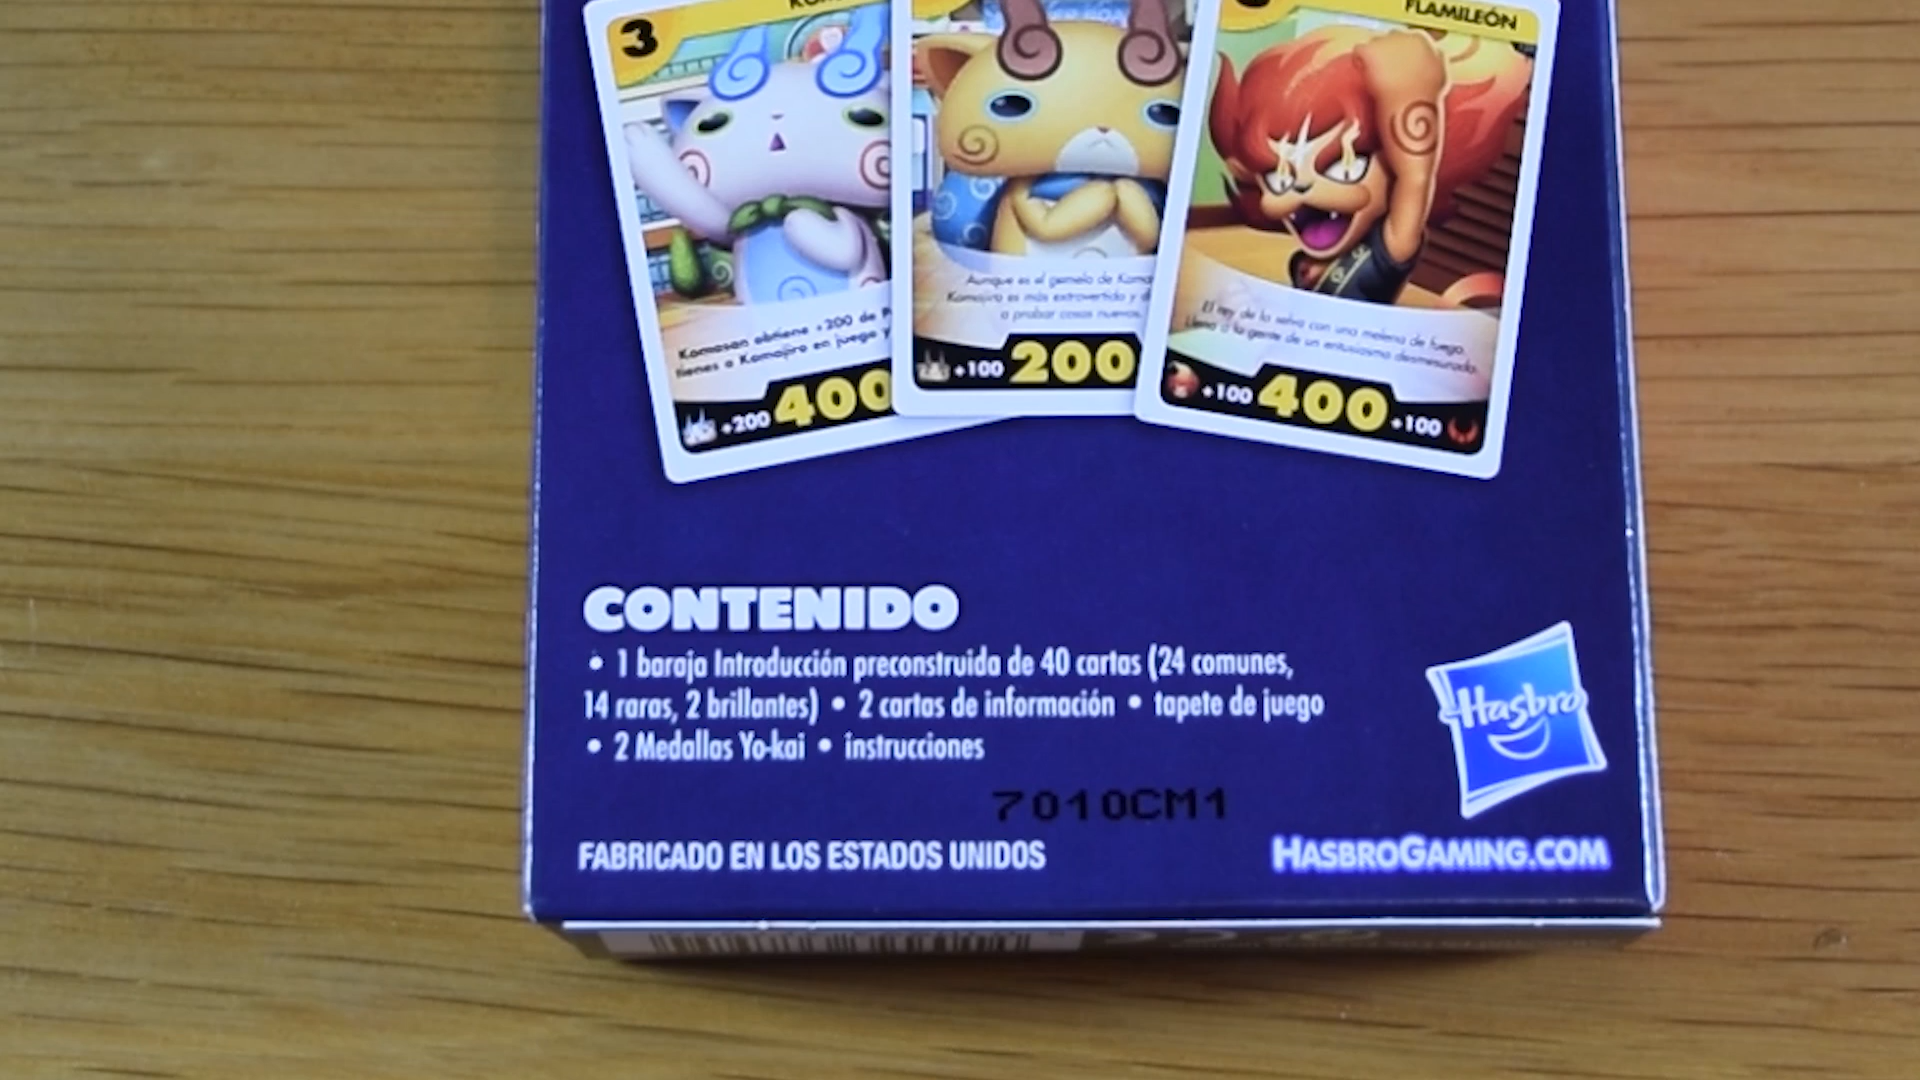 3
FLAMILEÓN
Komasan obtiene +200 de
tienes a Komajiro en juego y
+200 400
Aunque es el gemelo de
Komajiro es más extrovertido y
a probar cosas nuevas.
+100 200
El rey de la selva con una melena de fuego.
Llena a la gente de un entusiasmo desmesurado.
+100 400 +100
CONTENIDO
• 1 baraja Introducción preconstruida de 40 cartas (24 comunes,
14 raras, 2 brillantes) • 2 cartas de información • tapete de juego
• 2 Medallas Yo-kai • instrucciones
Hasbro
7010CM1
FABRICADO EN LOS ESTADOS UNIDOS
HASBROGAMING.COM